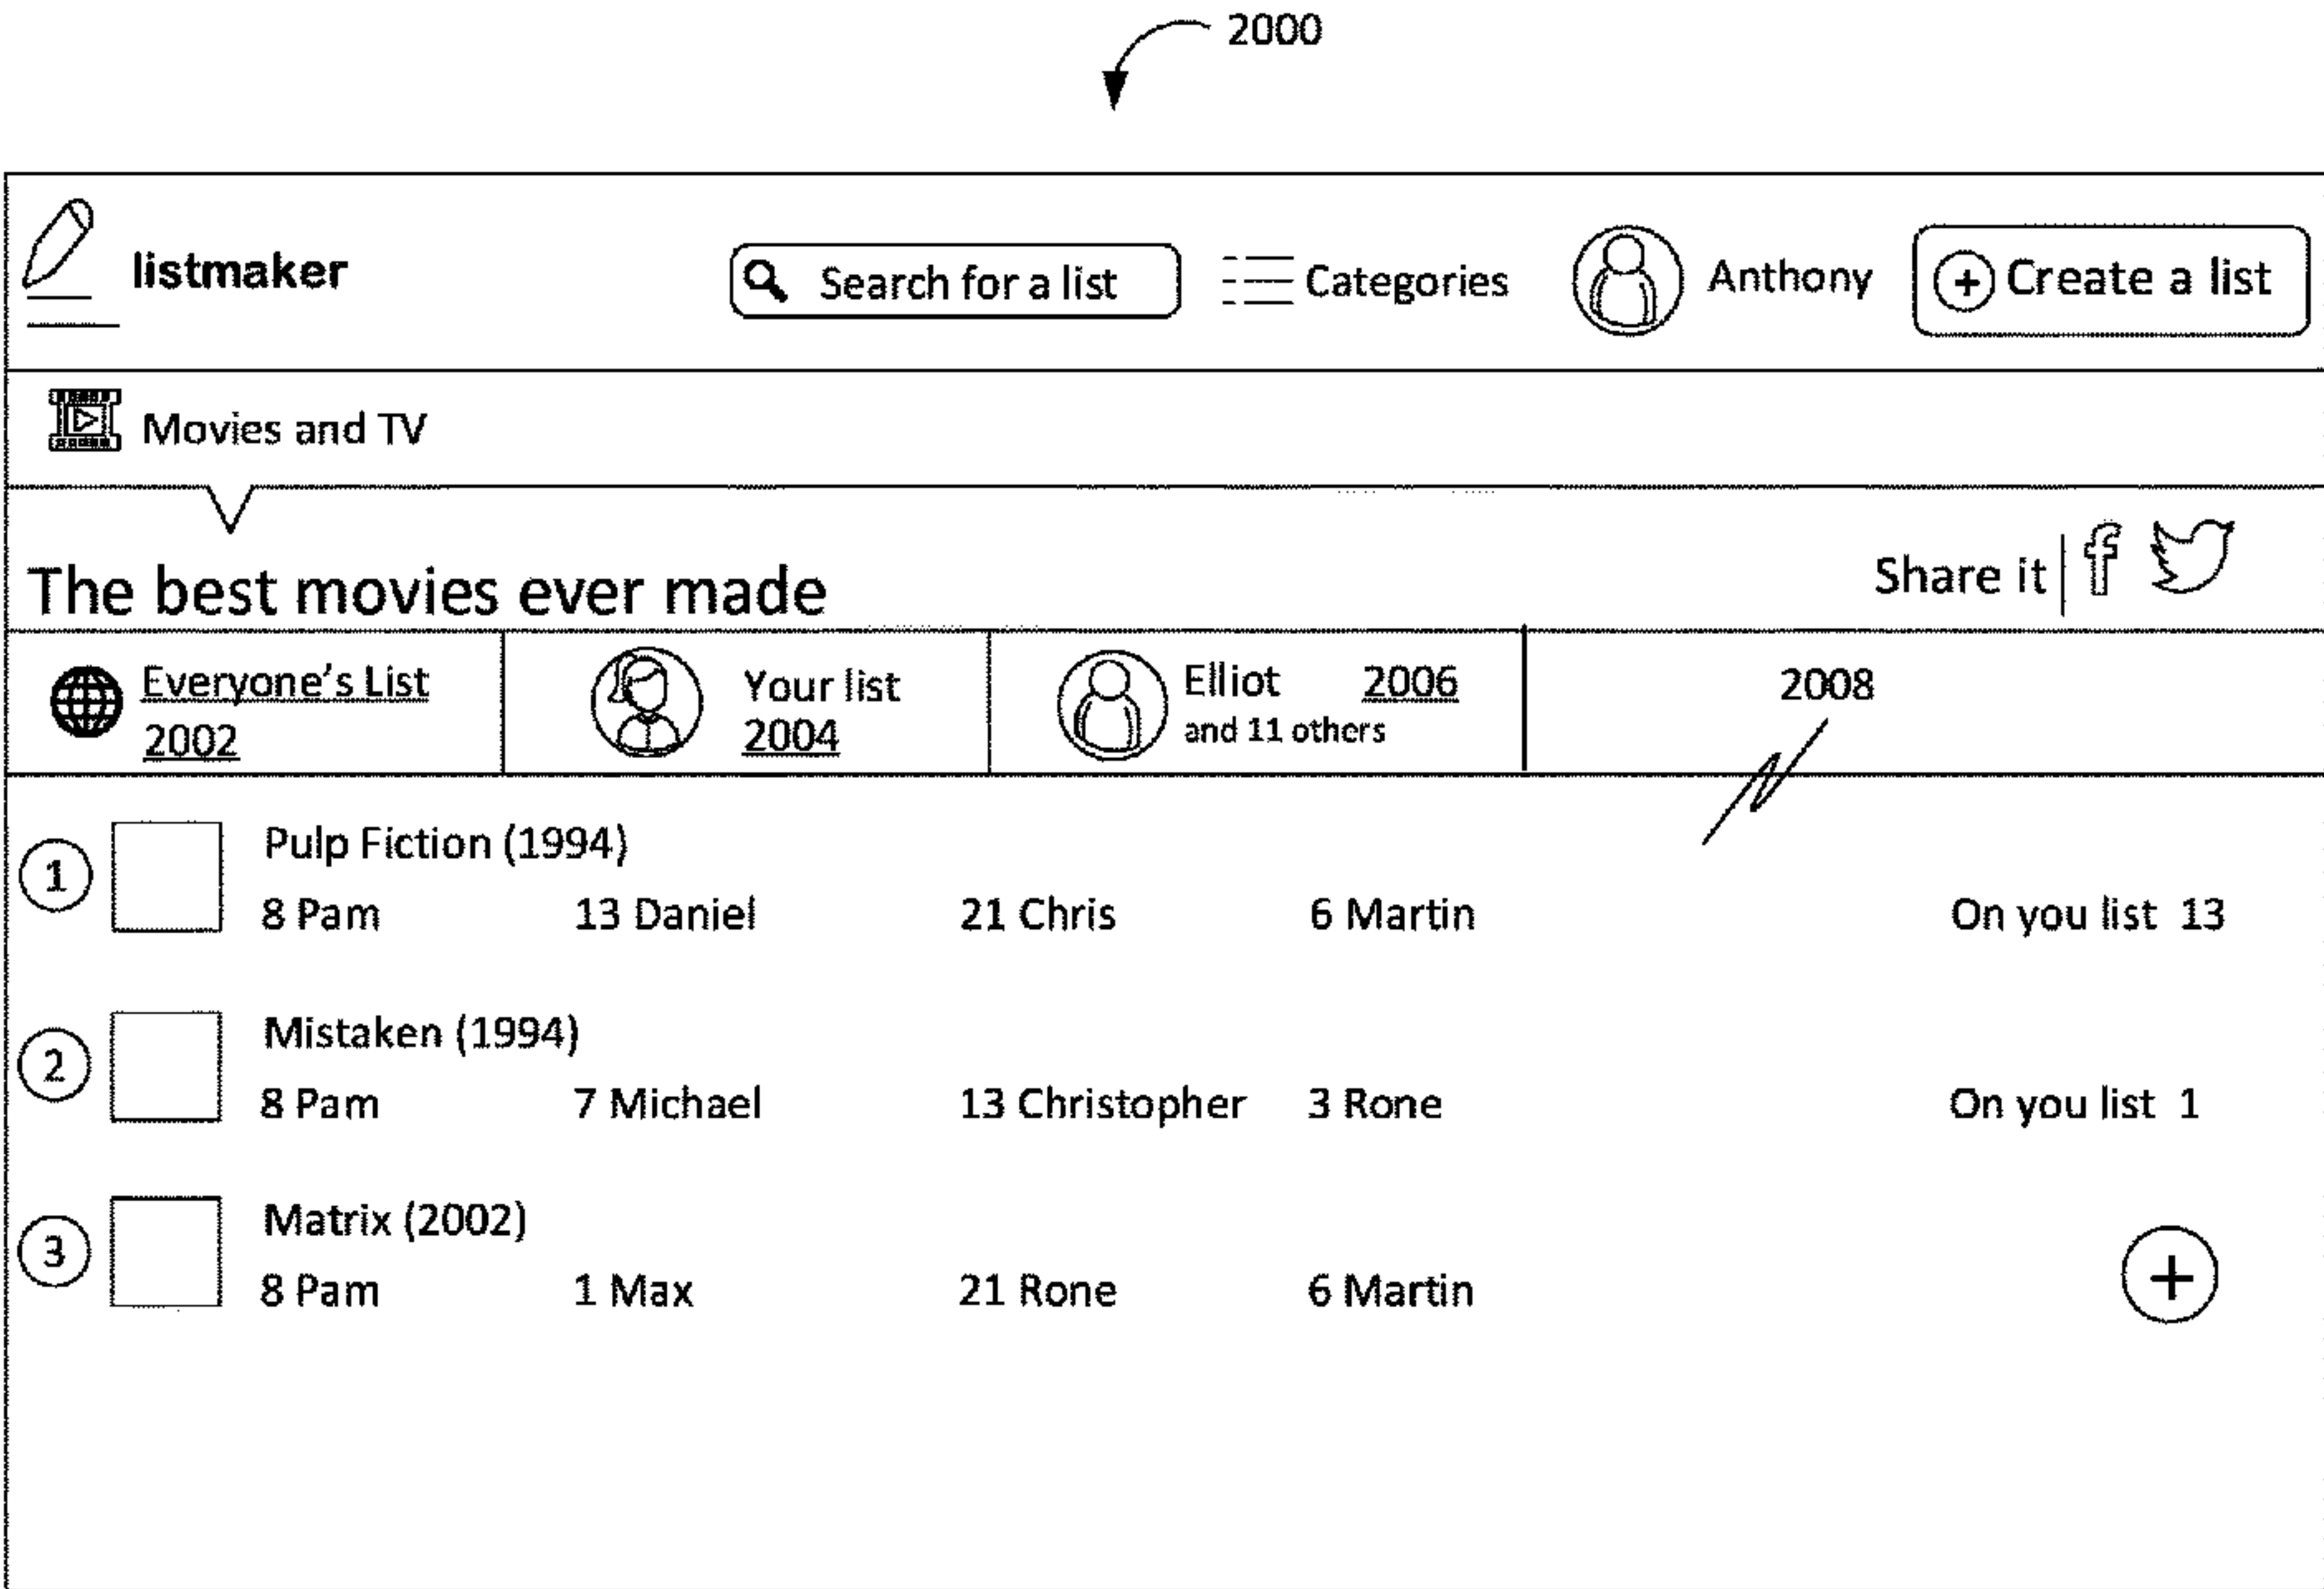 2000
listmaker
Search for a list
Categories
Anthony
+ Create a list
Movies and TV
The best movies ever made
Share it | f
Everyone's List
2002
Your list
2004
Elliot 2006
and 11 others
2008
1 Pulp Fiction (1994)
8 Pam 13 Daniel 21 Chris 6 Martin On you list 13
2 Mistaken (1994)
8 Pam 7 Michael 13 Christopher 3 Rone On you list 1
3 Matrix (2002)
8 Pam 1 Max 21 Rone 6 Martin +